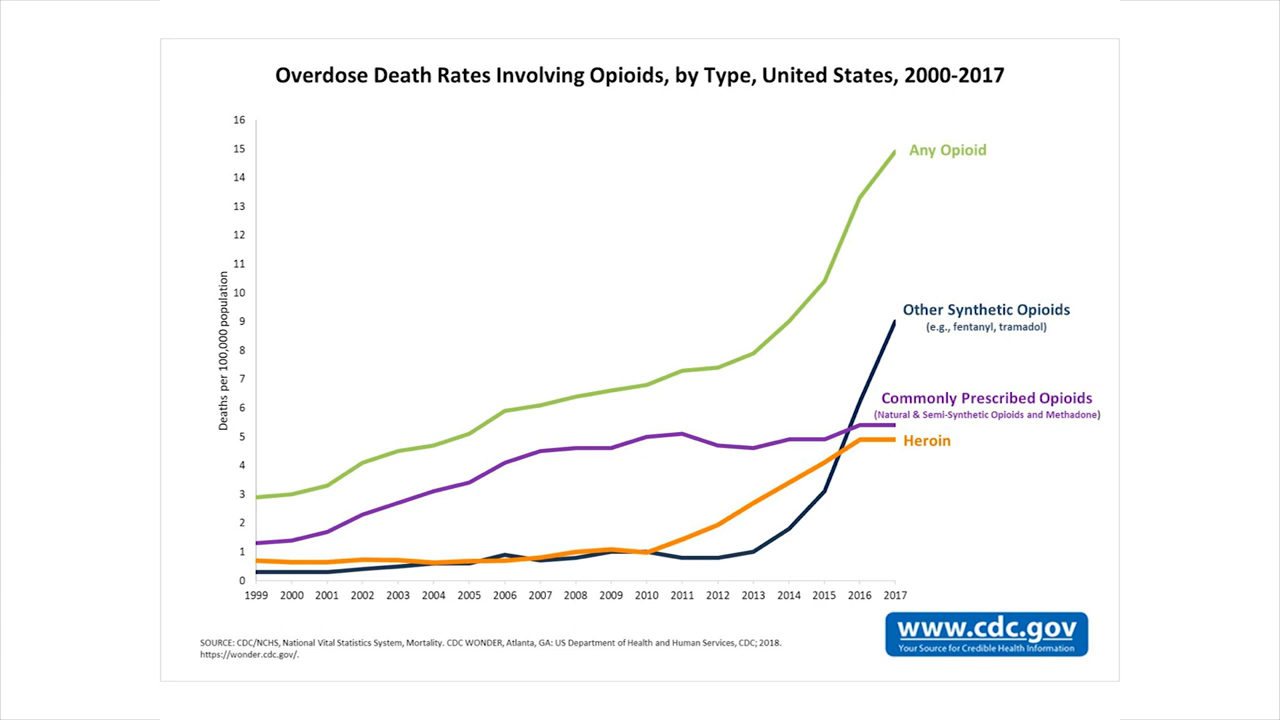 Overdose Death Rates Involving Opioids, by Type, United States, 2000-2017
16
15
14
13
12
11
10
9
8
7
6
5
4
3
2
1
0
Deaths per 100,000 population
Any Opioid
Other Synthetic Opioids
(e.g., fentanyl, tramadol)
Commonly Prescribed Opioids
(Natural & Semi-Synthetic Opioids and Methadone)
Heroin
1999 2000 2001 2002 2003 2004 2005 2006 2007 2008 2009 2010 2011 2012 2013 2014 2015 2016 2017
SOURCE: CDC/NCHS, National Vital Statistics System, Mortality. CDC WONDER, Atlanta, GA: US Department of Health and Human Services, CDC; 2018.
https://wonder.cdc.gov/.
www.cdc.gov
Your Source for Credible Health Information